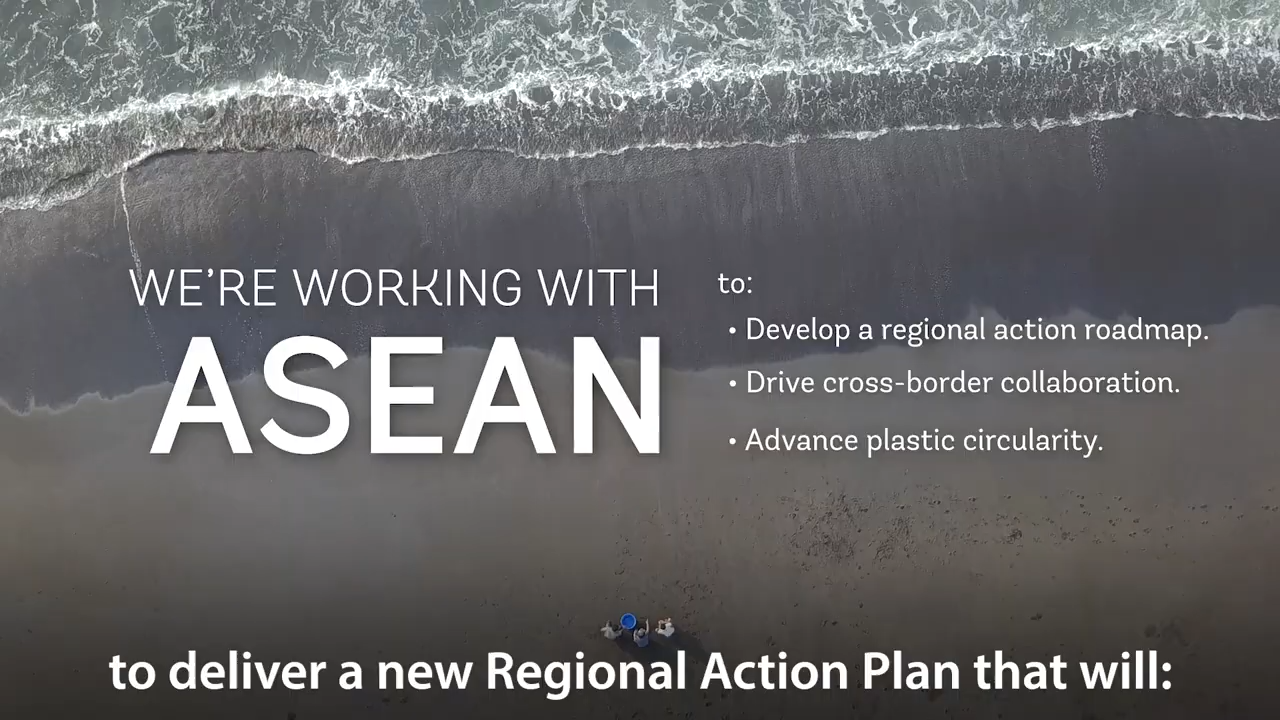 WE'RE WORKING WITH
ASEAN
to:
• Develop a regional action roadmap.
• Drive cross-border collaboration.
• Advance plastic circularity.
to deliver a new Regional Action Plan that will: